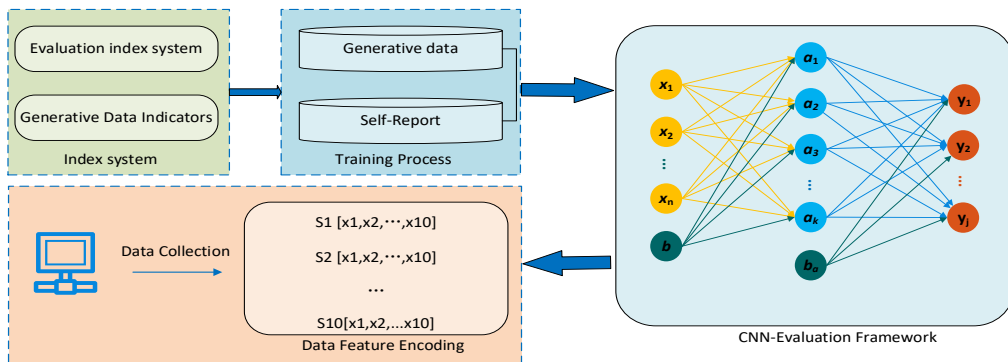 Evaluation index system
Generative Data Indicators
Index system
Generative data
Self-Report
Training Process
x1
x2
...
xn
b
a1
a2
a3
...
ak
ba
y1
y2
...
yj
CNN-Evaluation Framework
Data Collection
S1 [x1,x2,···,x10]
S2 [x1,x2,···,x10]
...
S10[x1,x2,...x10]
Data Feature Encoding